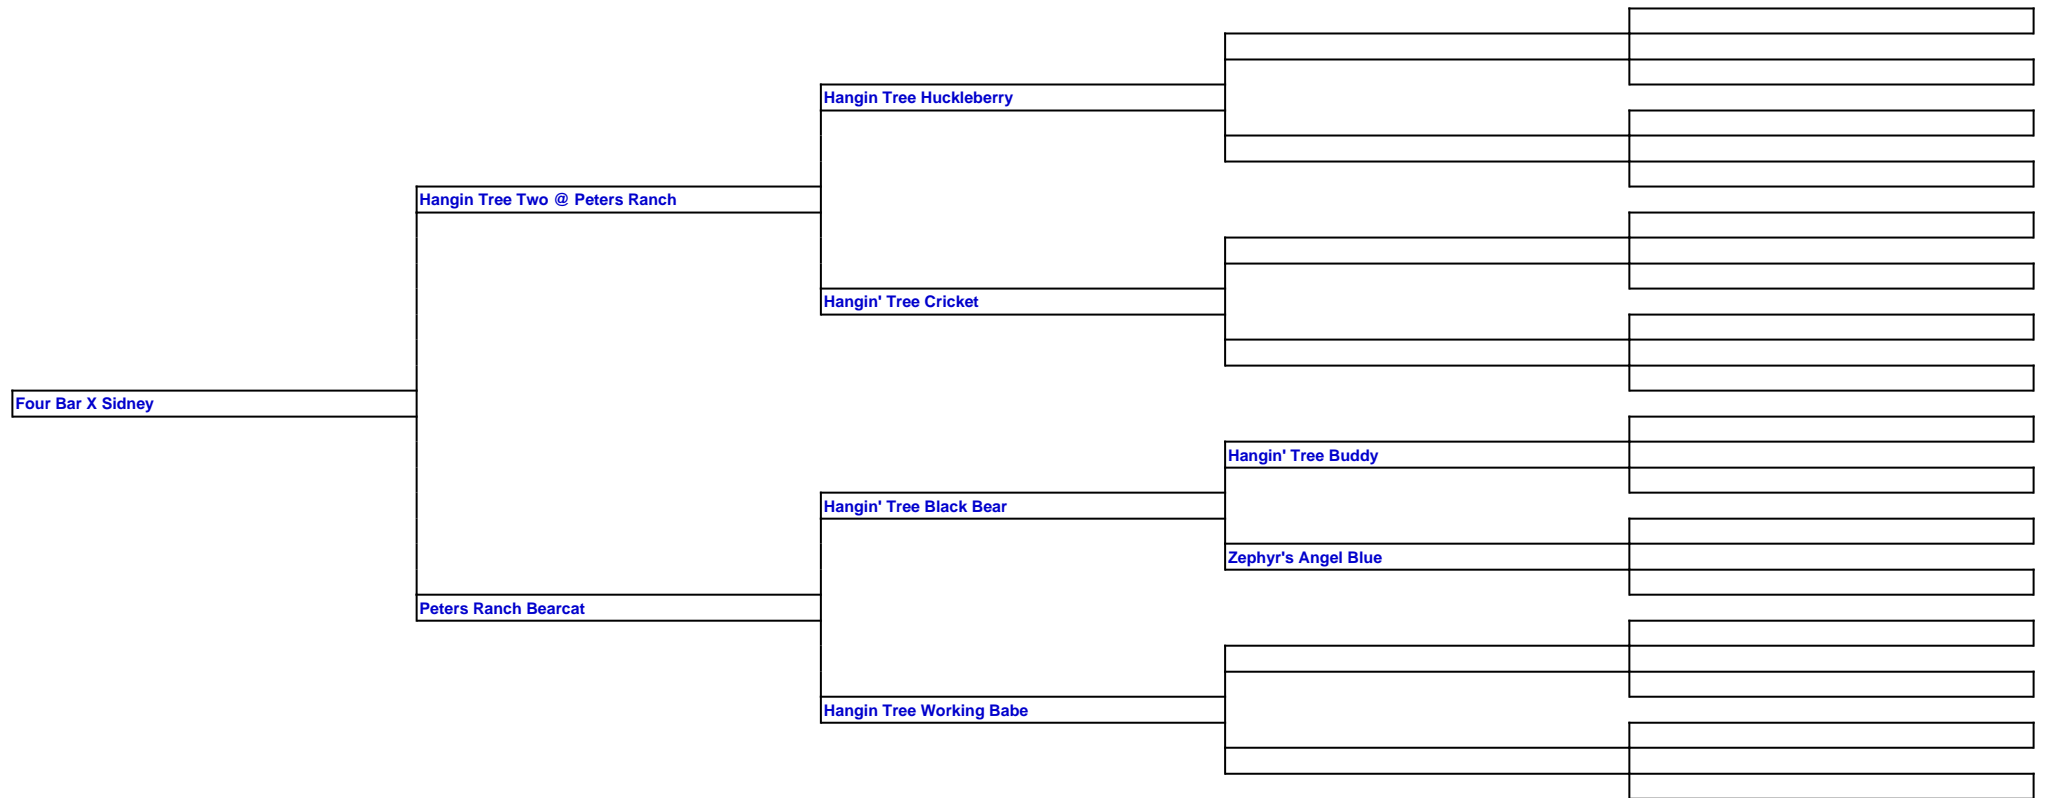 Hangin Tree Huckleberry
Hangin Tree Two @ Peters Ranch
Hangin' Tree Cricket
Four Bar X Sidney
Hangin' Tree Buddy
Hangin' Tree Black Bear
Zephyr's Angel Blue
Peters Ranch Bearcat
Hangin Tree Working Babe